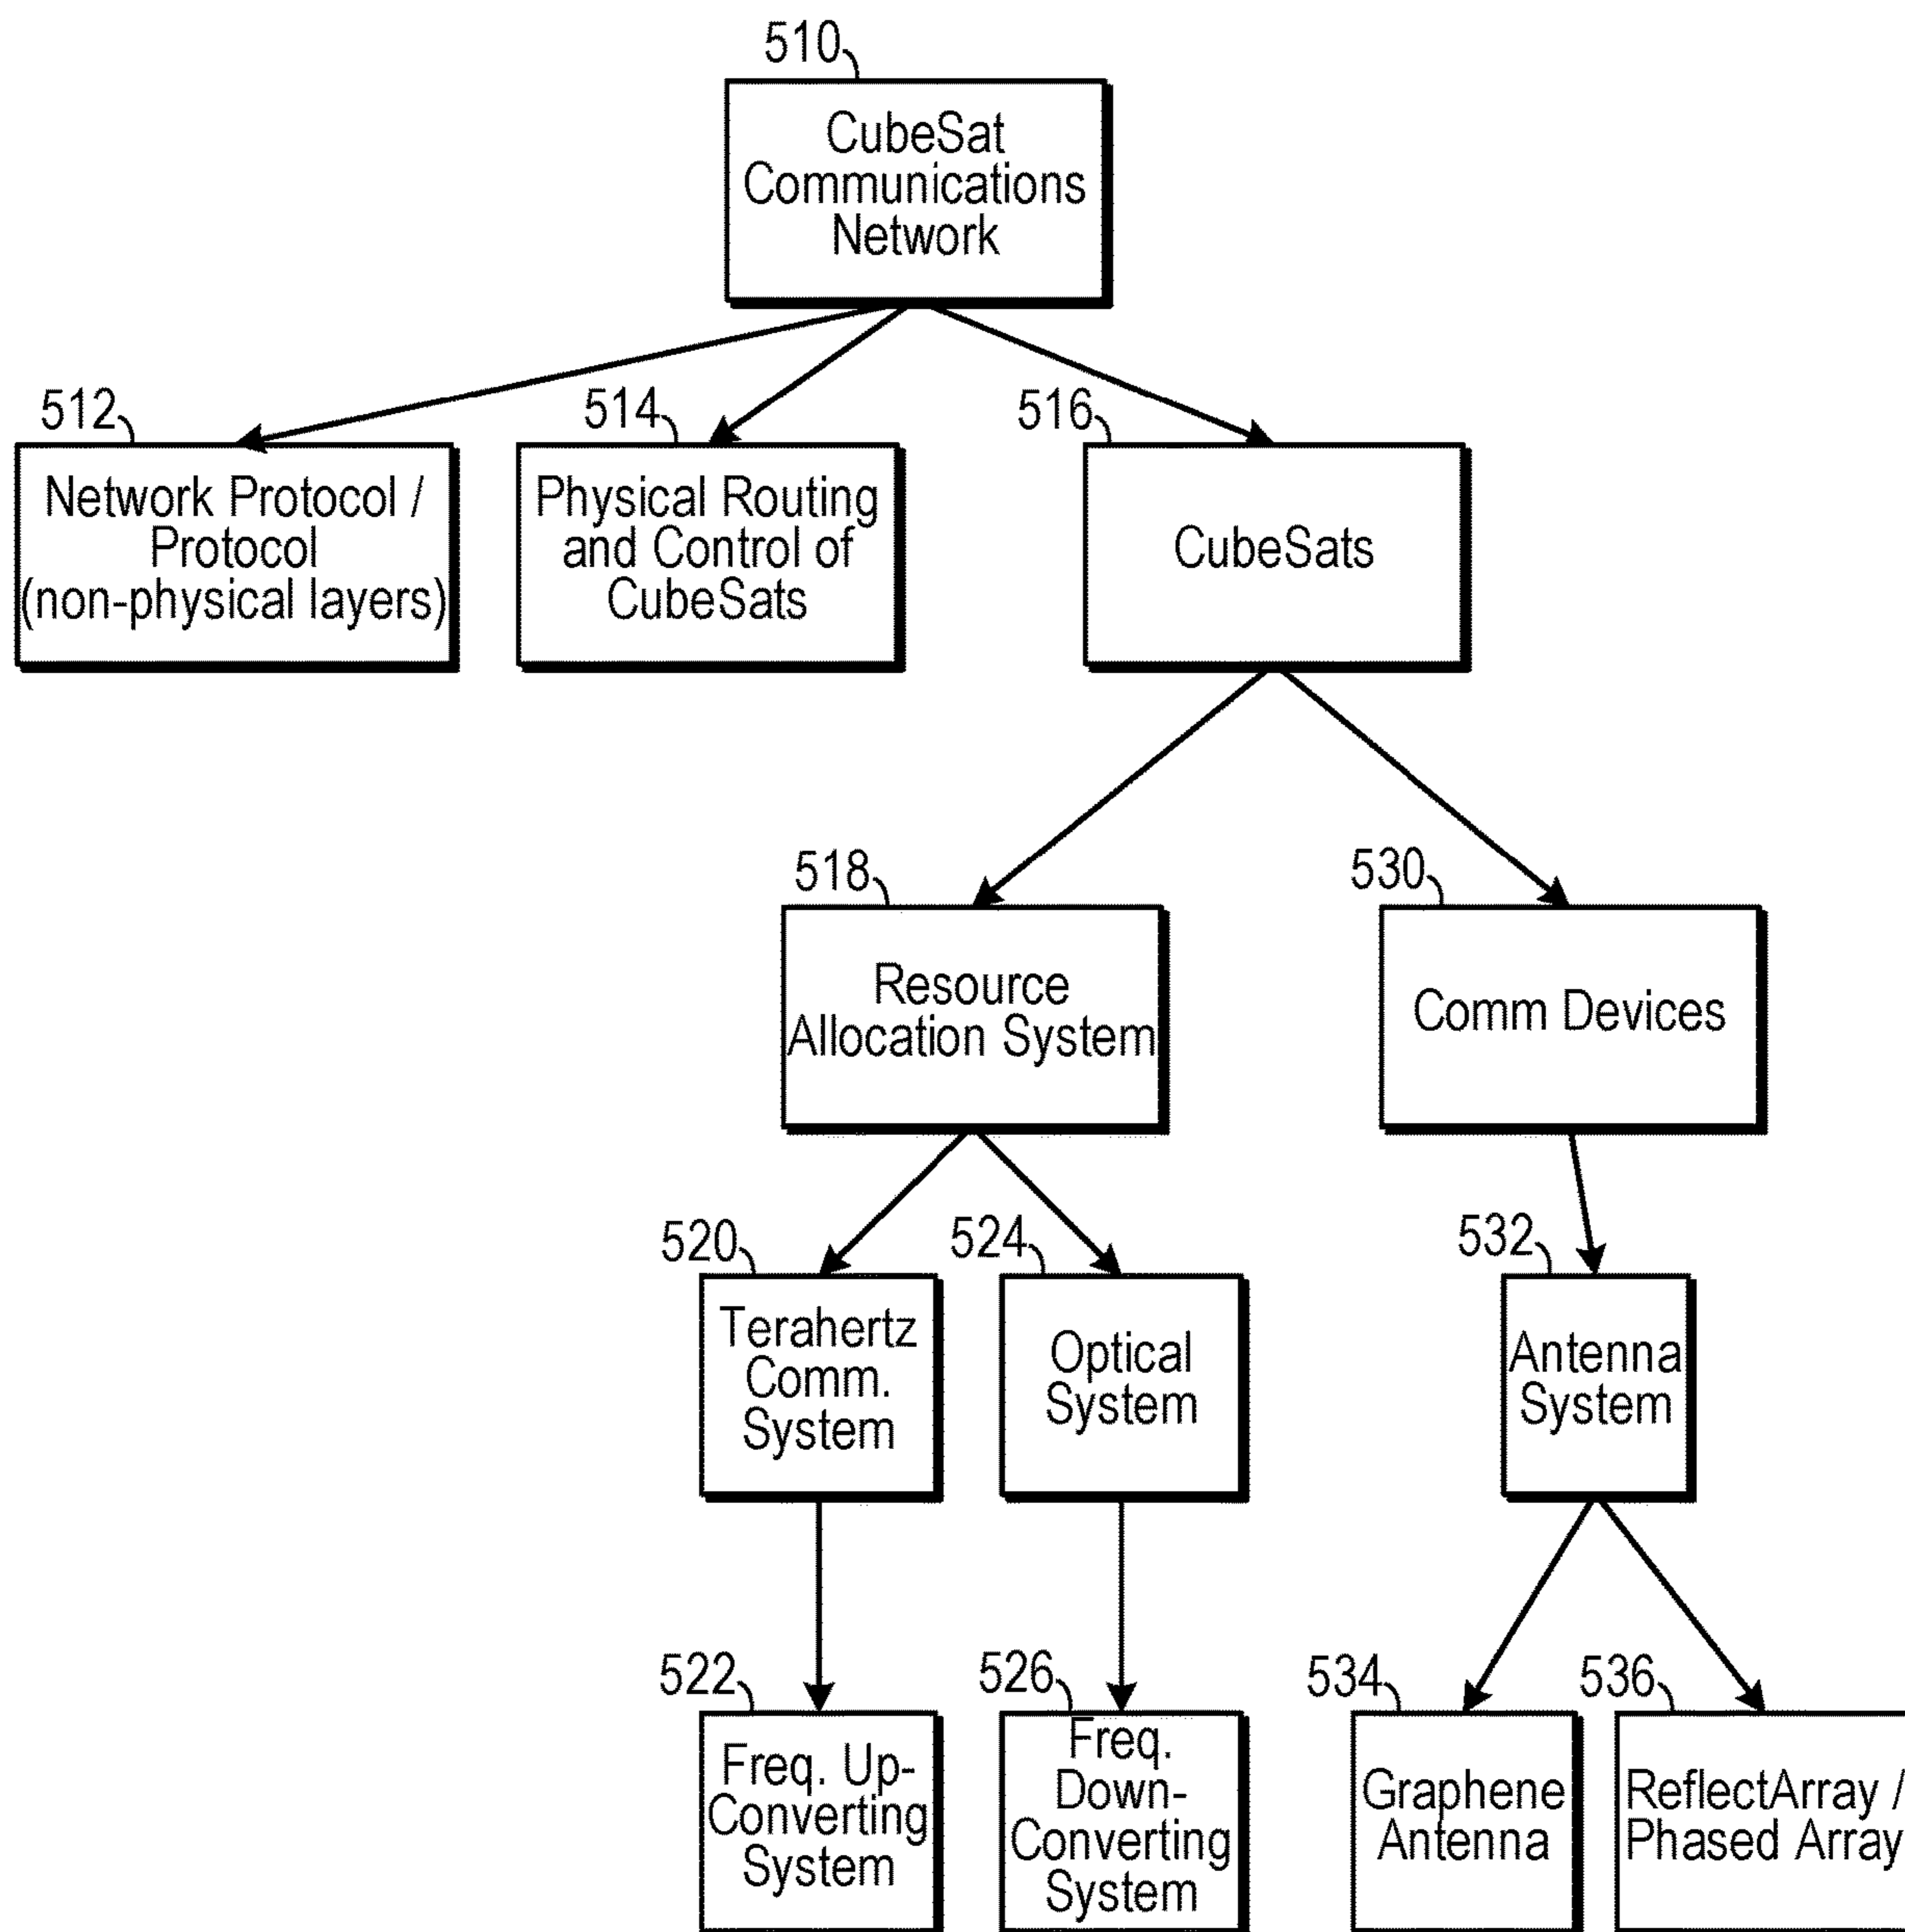 510
CubeSat
Communications
Network
512
514
516
Network Protocol /
Protocol
(non-physical layers)
Physical Routing
and Control of
CubeSats
CubeSats
518
530
Resource
Allocation System
Comm Devices
520
524
532
Terahertz
Comm.
System
Optical
System
Antenna
System
522
526
534
536
Freq. Up-
Converting
System
Freq.
Down-
Converting
System
Graphene
Antenna
ReflectArray /
Phased Array